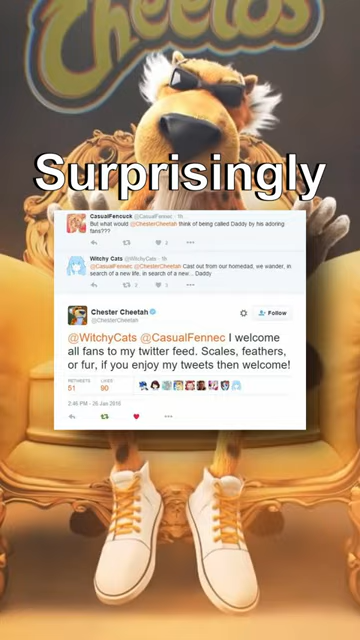 Cheetos
Surprisingly
CasualFencuck @CasualFennec · 1h
But what would @ChesterCheetah think of being called Daddy by his adoring
fans???
2
Witchy Cats @WitchyCats · 1h
@CasualFennec @ChesterCheetah Cast out from our homedad, we wander, in
search of a new life, in search of a new... Daddy
2
3
Chester Cheetah
@ChesterCheetah
Follow
@WitchyCats @CasualFennec I welcome
all fans to my twitter feed. Scales, feathers,
or fur, if you enjoy my tweets then welcome!
RETWEETS LIKES
51 90
2:46 PM - 26 Jan 2016